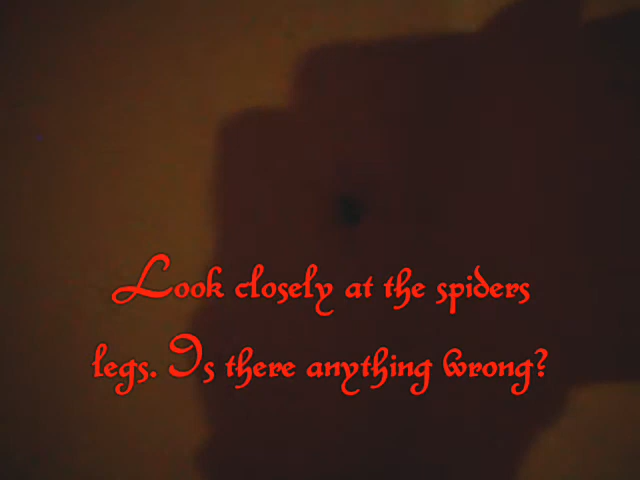 Look closely at the spiders
legs. Is there anything wrong?